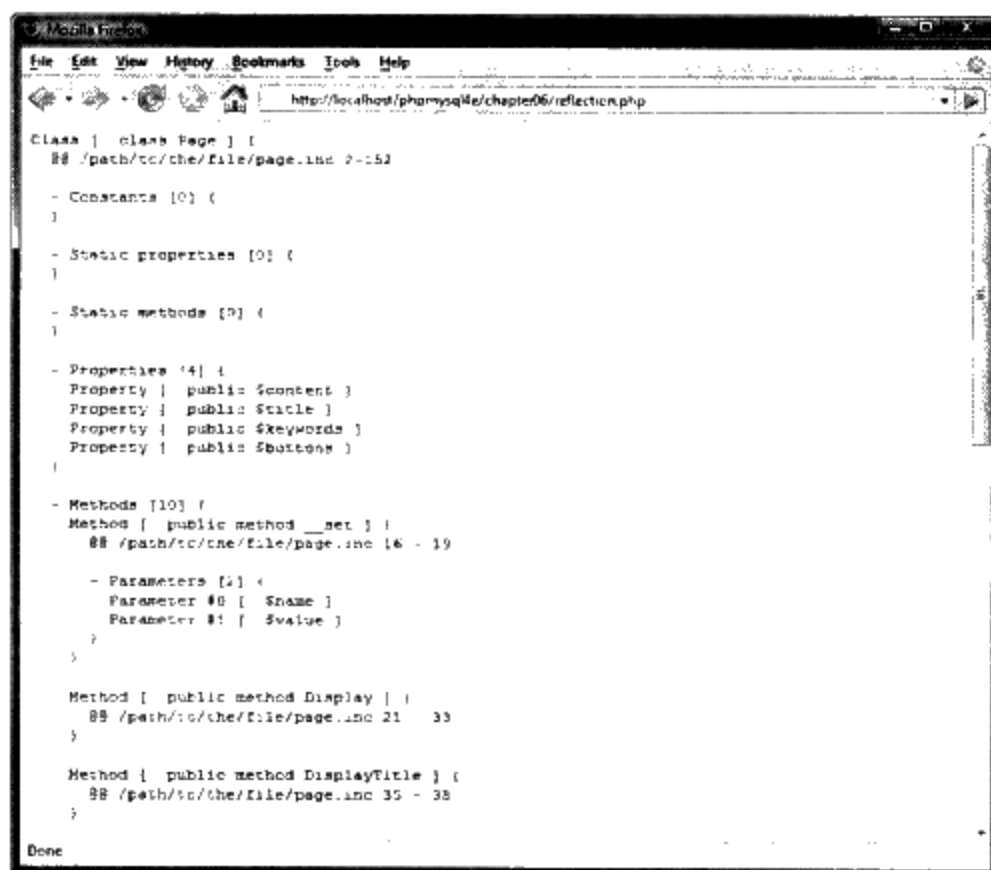 Mozilla Firefox
File Edit View History Bookmarks Tools Help
http://localhost/phpmysql4e/chapter06/reflection.php
Class [ class Page ] {
@@ /path/to/the/file/page.inc 2-152
- Constants [0] {
}
- Static properties [0] {
}
- Static methods [0] {
}
- Properties [4] {
Property [ public $content ]
Property [ public $title ]
Property [ public $keywords ]
Property [ public $buttons ]
}
- Methods [10] {
Method [ public method __set ] {
@@ /path/to/the/file/page.inc 16 - 19
- Parameters [2] {
Parameter #0 [ $name ]
Parameter #1 [ $value ]
}
}
Method [ public method Display ] {
@@ /path/to/the/file/page.inc 21 - 33
}
Method [ public method DisplayTitle ] {
@@ /path/to/the/file/page.inc 35 - 38
}
Done